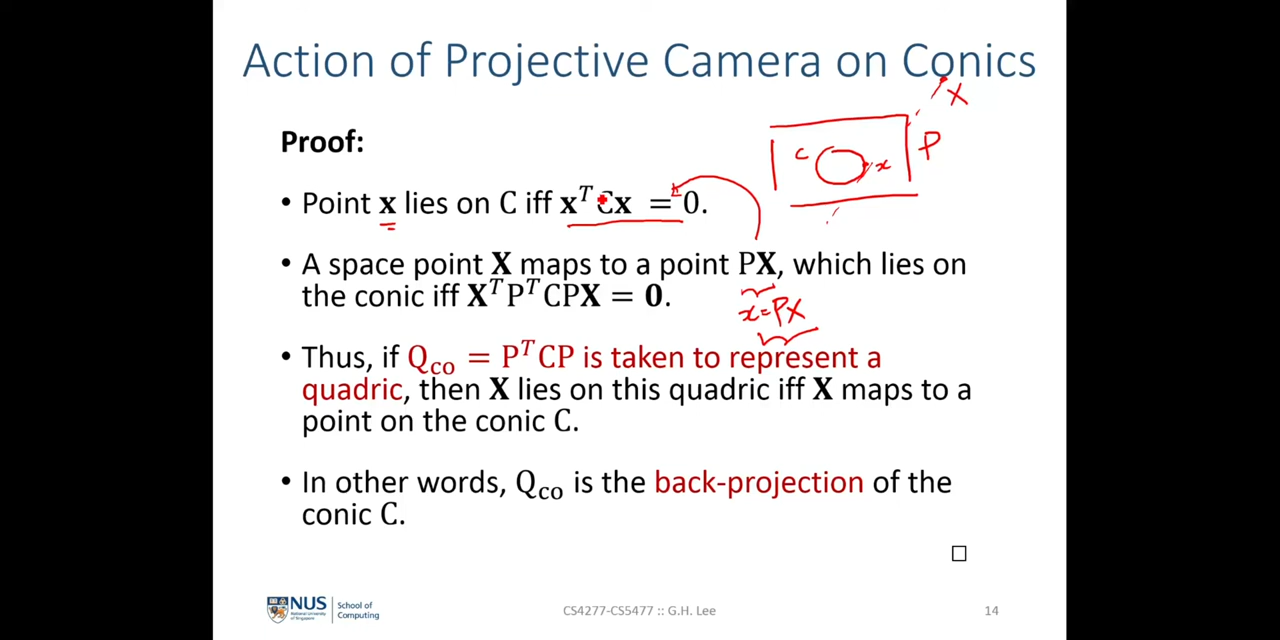 Action of Projective Camera on Conics
X
Proof:
C
x
P
• Point 𝐱 lies on C iff 𝐱ᵀC𝐱 = 0.
• A space point 𝐗 maps to a point P𝐗, which lies on
the conic iff 𝐗ᵀPᵀCP𝐗 = 𝟎.
x=PX
• Thus, if Q_co = PᵀCP is taken to represent a
quadric, then 𝐗 lies on this quadric iff 𝐗 maps to a
point on the conic C.
• In other words, Q_co is the back-projection of the
conic C.
□
NUS National University of Singapore School of Computing
CS4277-CS5477 :: G.H. Lee
14